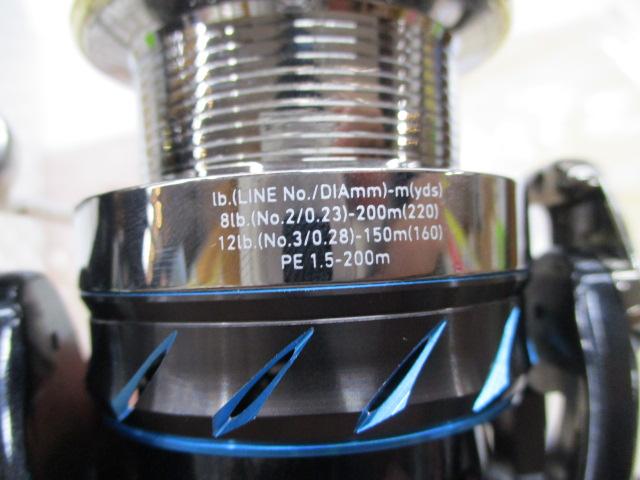 lb.(LINE No./DIAmm)-m(yds)
8lb.(No.2/0.23)-200m(220)
12lb.(No.3/0.28)-150m(160)
PE 1.5-200m